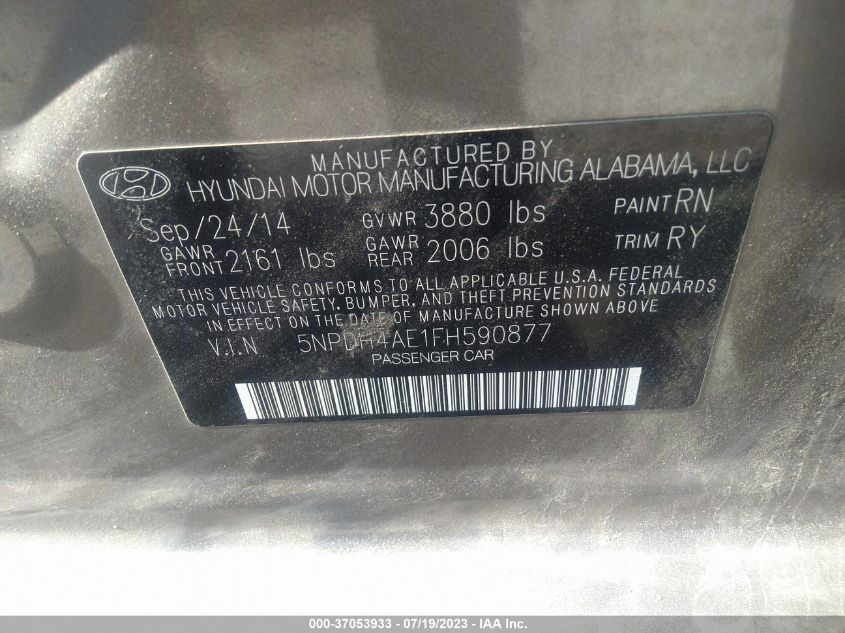 MANUFACTURED BY
HYUNDAI MOTOR MANUFACTURING ALABAMA, LLC
Sep/24/14 GVWR 3880 lbs PAINT RN
GAWR FRONT 2161 lbs GAWR REAR 2006 lbs TRIM RY
THIS VEHICLE CONFORMS TO ALL APPLICABLE U.S.A. FEDERAL
MOTOR VEHICLE SAFETY, BUMPER, AND THEFT PREVENTION STANDARDS
IN EFFECT ON THE DATE OF MANUFACTURE SHOWN ABOVE
V.I.N 5NPDH4AE1FH590877
PASSENGER CAR
000-37053933 - 07/19/2023 - IAA Inc.